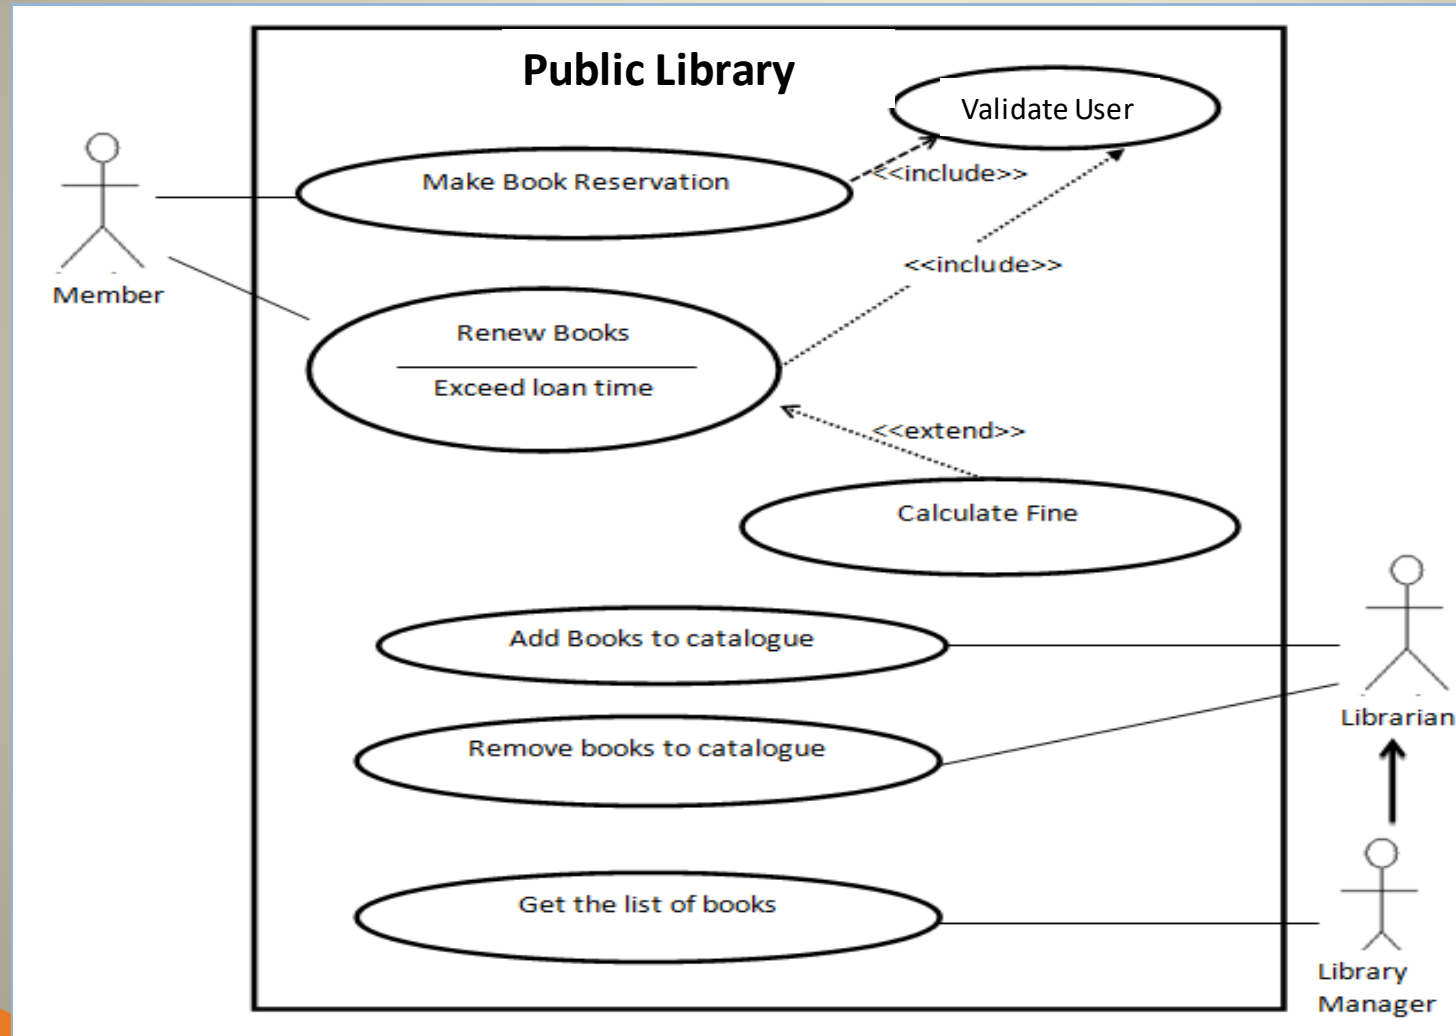 Public Library
Validate User
Make Book Reservation
<<include>>
<<include>>
Member
Renew Books
Exceed loan time
<<extend>>
Calculate Fine
Add Books to catalogue
Librarian
Remove books to catalogue
Get the list of books
Library
Manager